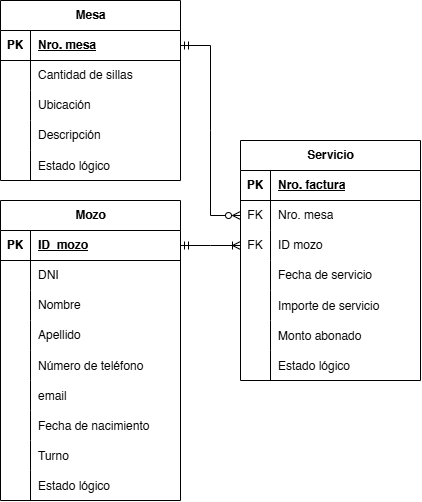 Mesa
PK Nro. mesa
Cantidad de sillas
Ubicación
Descripción
Estado lógico
Mozo
PK ID_mozo
DNI
Nombre
Apellido
Número de teléfono
email
Fecha de nacimiento
Turno
Estado lógico
Servicio
PK Nro. factura
FK Nro. mesa
FK ID mozo
Fecha de servicio
Importe de servicio
Monto abonado
Estado lógico